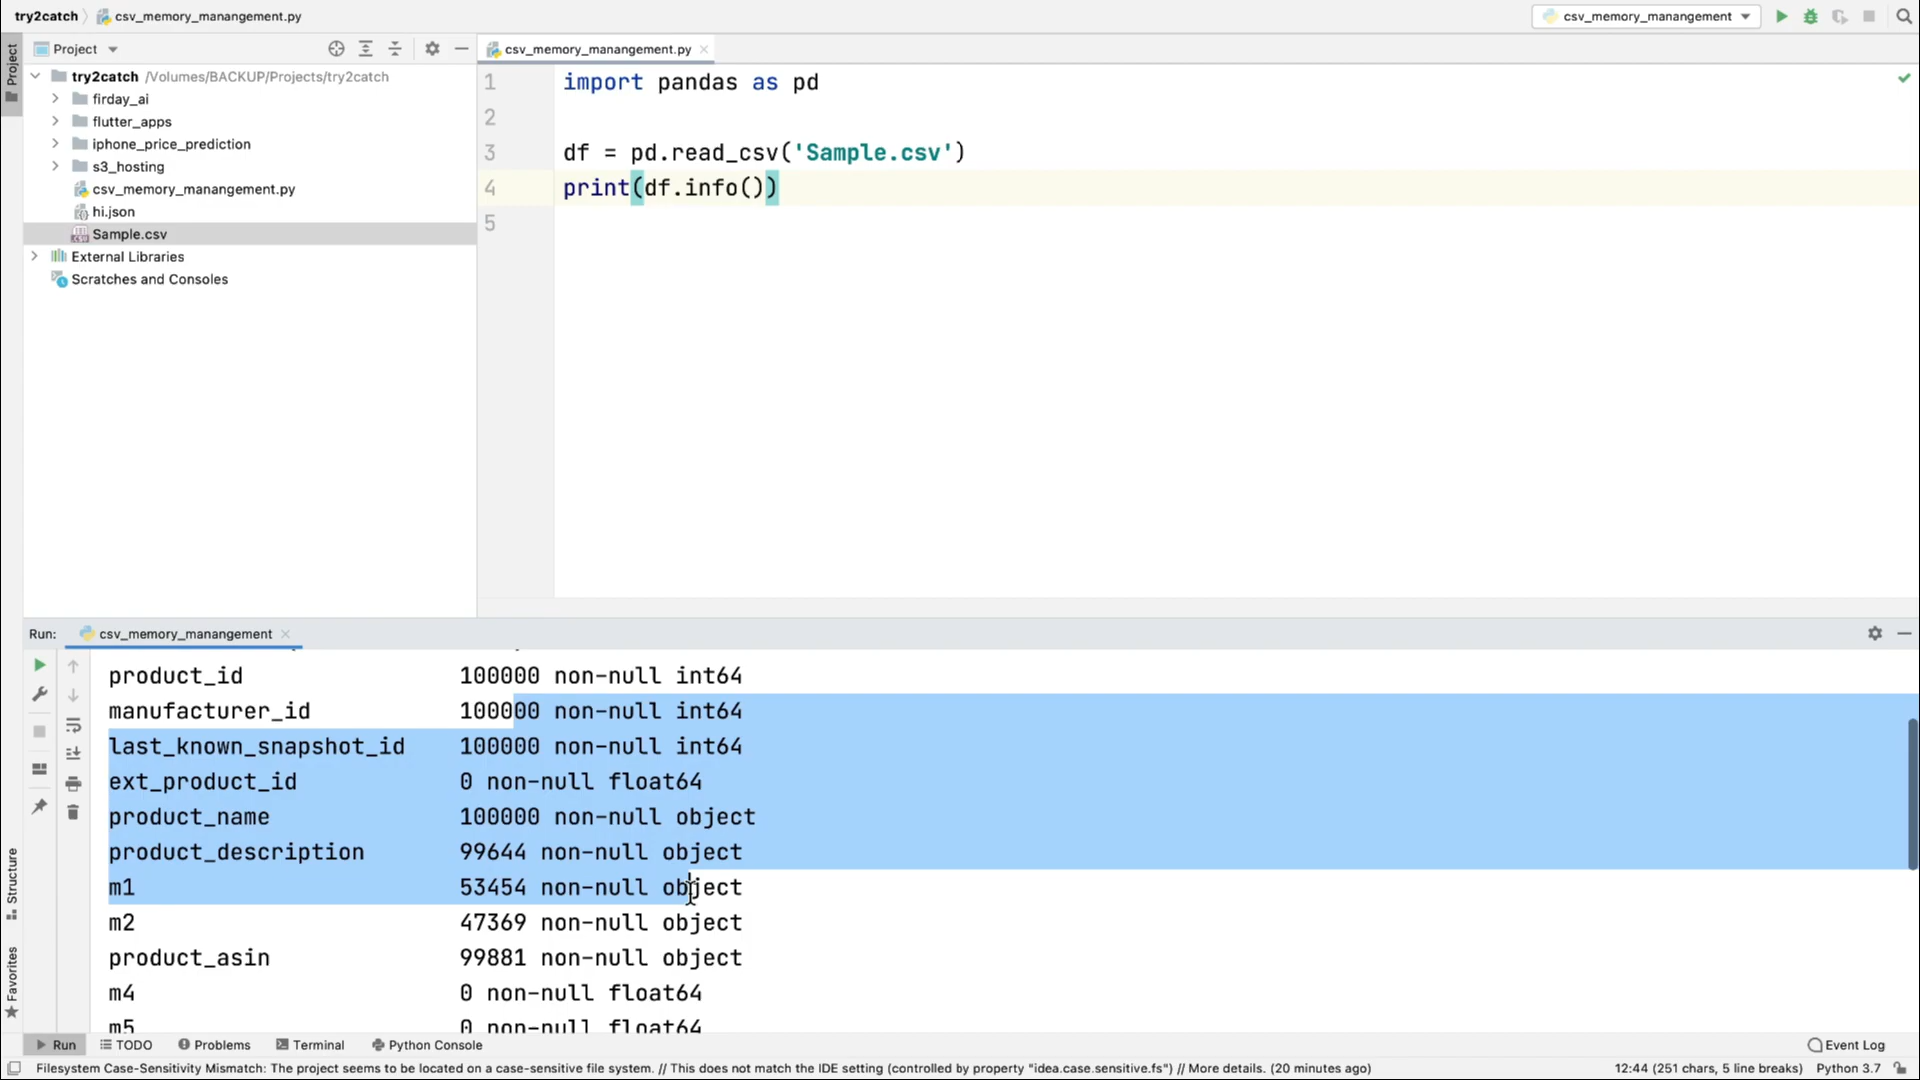 try2catch csv_memory_manangement.py csv_memory_manangement
Project csv_memory_manangement.py
Project
try2catch /Volumes/BACKUP/Projects/try2catch
firday_ai
flutter_apps
iphone_price_prediction
s3_hosting
csv_memory_manangement.py
hi.json
Sample.csv
External Libraries
Scratches and Consoles
1 import pandas as pd
2
3 df = pd.read_csv('Sample.csv')
4 print(df.info())
5
Run: csv_memory_manangement
product_id 100000 non-null int64
manufacturer_id 100000 non-null int64
last_known_snapshot_id 100000 non-null int64
ext_product_id 0 non-null float64
product_name 100000 non-null object
product_description 99644 non-null object
m1 53454 non-null object
m2 47369 non-null object
product_asin 99881 non-null object
m4 0 non-null float64
m5 0 non-null float64
Structure
Favorites
Run TODO Problems Terminal Python Console Event Log
Filesystem Case-Sensitivity Mismatch: The project seems to be located on a case-sensitive file system. // This does not match the IDE setting (controlled by property "idea.case.sensitive.fs") // More details. (20 minutes ago) 12:44 (251 chars, 5 line breaks) Python 3.7